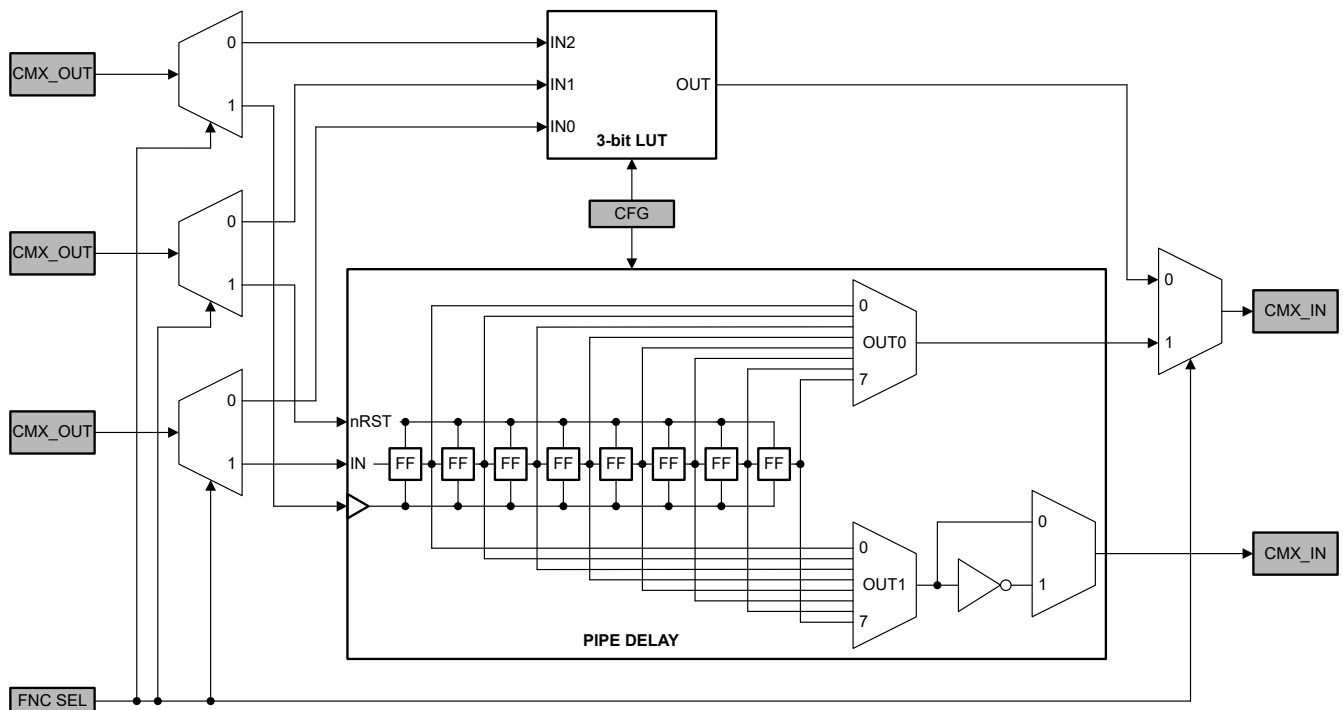 0
IN2
CMX_OUT
IN1
OUT
1
IN0
3-bit LUT
CFG
0
CMX_OUT
1
0
CMX_IN
1
0
OUT0
7
0
CMX_OUT
nRST
1
IN
FF
FF
FF
FF
FF
FF
FF
FF
0
OUT1
7
0
1
CMX_IN
PIPE DELAY
FNC SEL